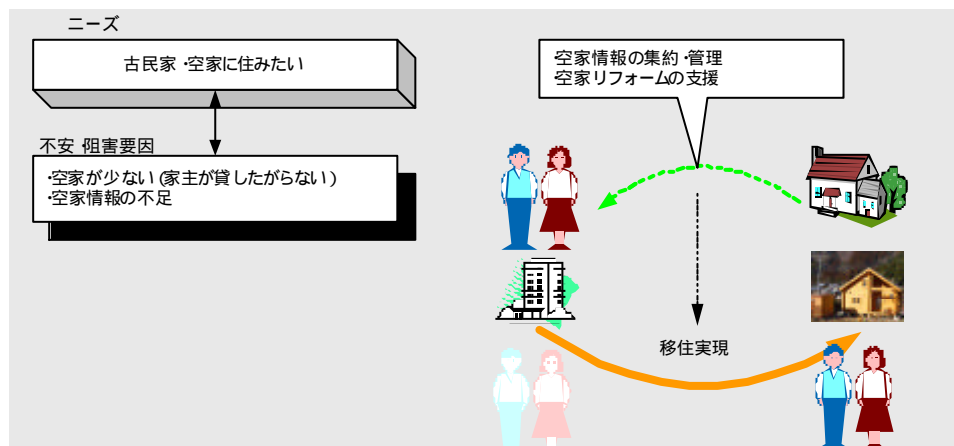 ニーズ
古民家・空家に住みたい
不安・阻害要因
・空家が少ない(家主が貸したがらない)
・空家情報の不足
・空家情報の集約・管理
・空家リフォームの支援
移住実現